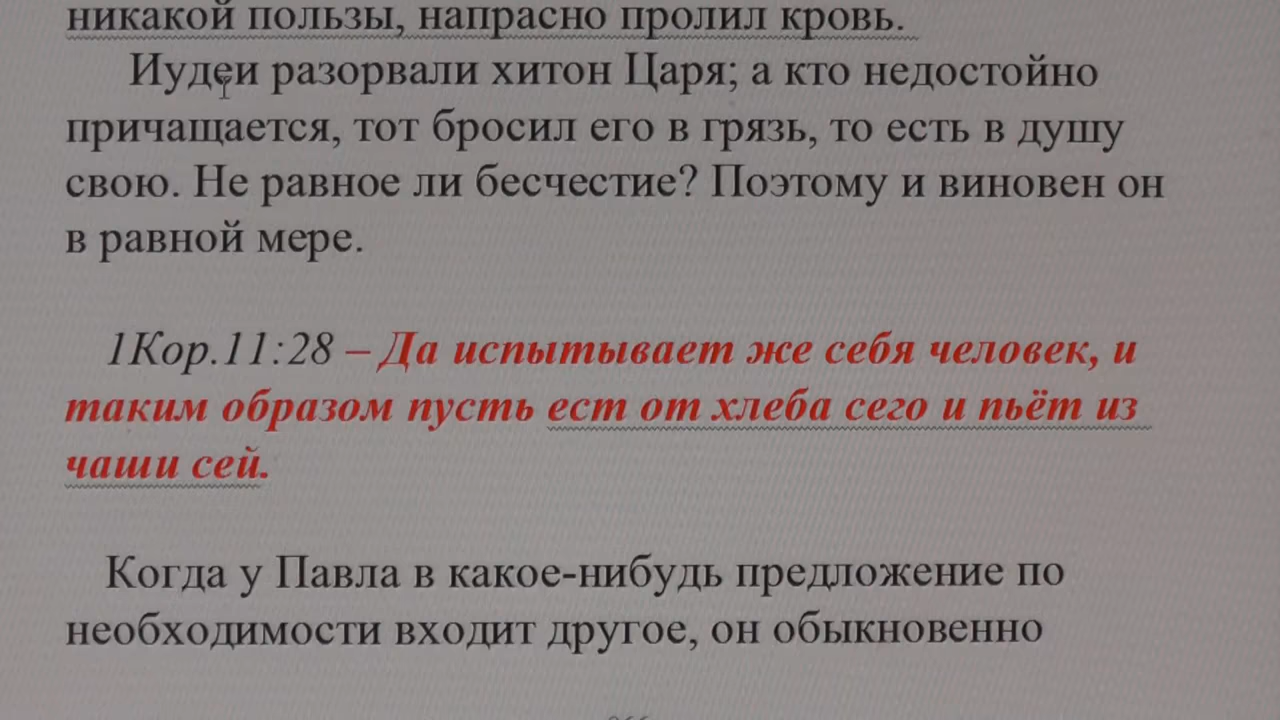 никакой пользы, напрасно пролил кровь.
Иудеи разорвали хитон Царя; а кто недостойно
причащается, тот бросил его в грязь, то есть в душу
свою. Не равное ли бесчестие? Поэтому и виновен он
в равной мере.
1Кор.11:28 – Да испытывает же себя человек, и
таким образом пусть ест от хлеба сего и пьёт из
чаши сей.
Когда у Павла в какое-нибудь предложение по
необходимости входит другое, он обыкновенно